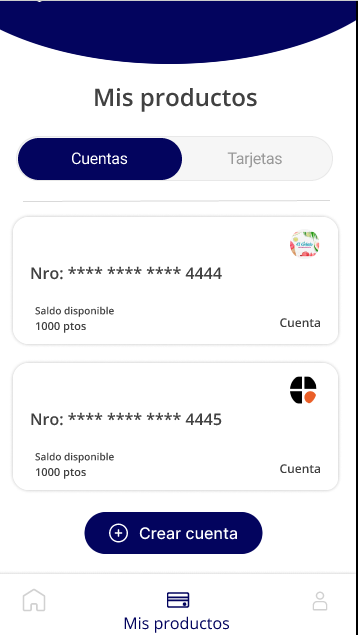 Mis productos
Cuentas
Tarjetas
Nro: **** **** **** 4444
Saldo disponible
1000 ptos
Cuenta
Nro: **** **** **** 4445
Saldo disponible
1000 ptos
Cuenta
Crear cuenta
Mis productos